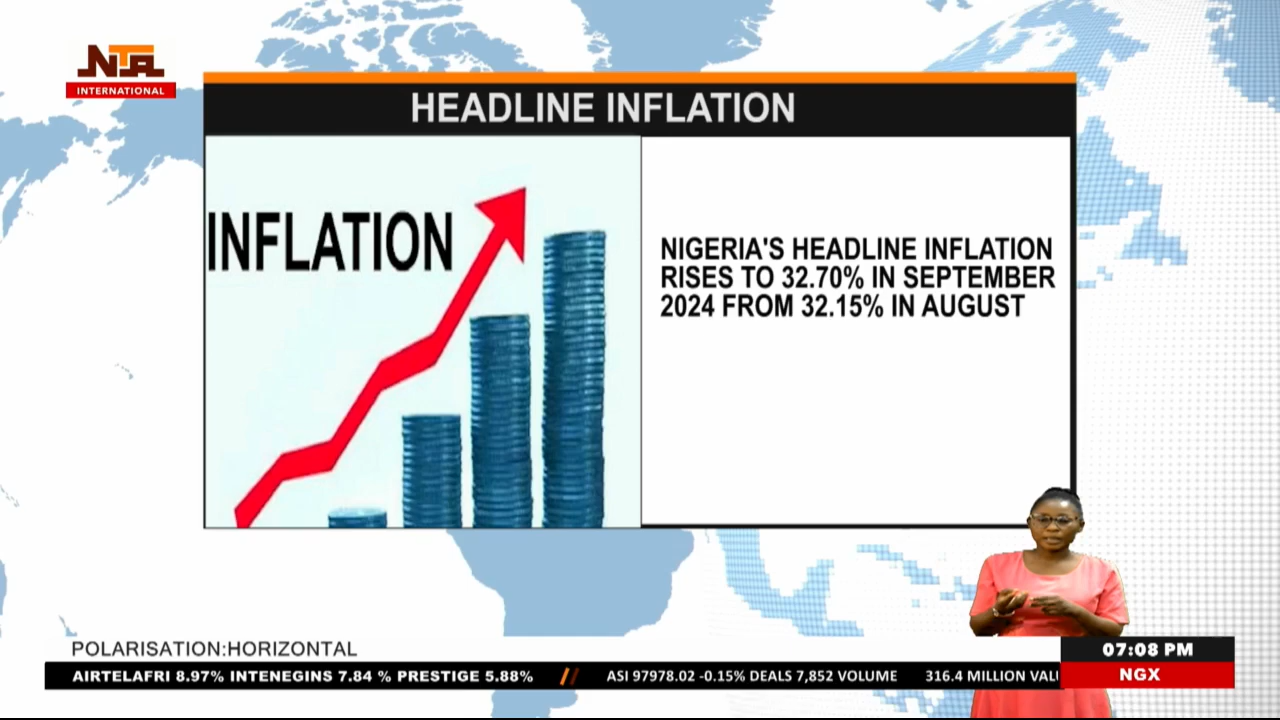 NTA
INTERNATIONAL
HEADLINE INFLATION
INFLATION
NIGERIA'S HEADLINE INFLATION
RISES TO 32.70% IN SEPTEMBER
2024 FROM 32.15% IN AUGUST
POLARISATION:HORIZONTAL
07:08 PM
AIRTELAFRI 8.97% INTENEGINS 7.84 % PRESTIGE 5.88% // ASI 97978.02 -0.15% DEALS 7,852 VOLUME 316.4 MILLION VALU
NGX